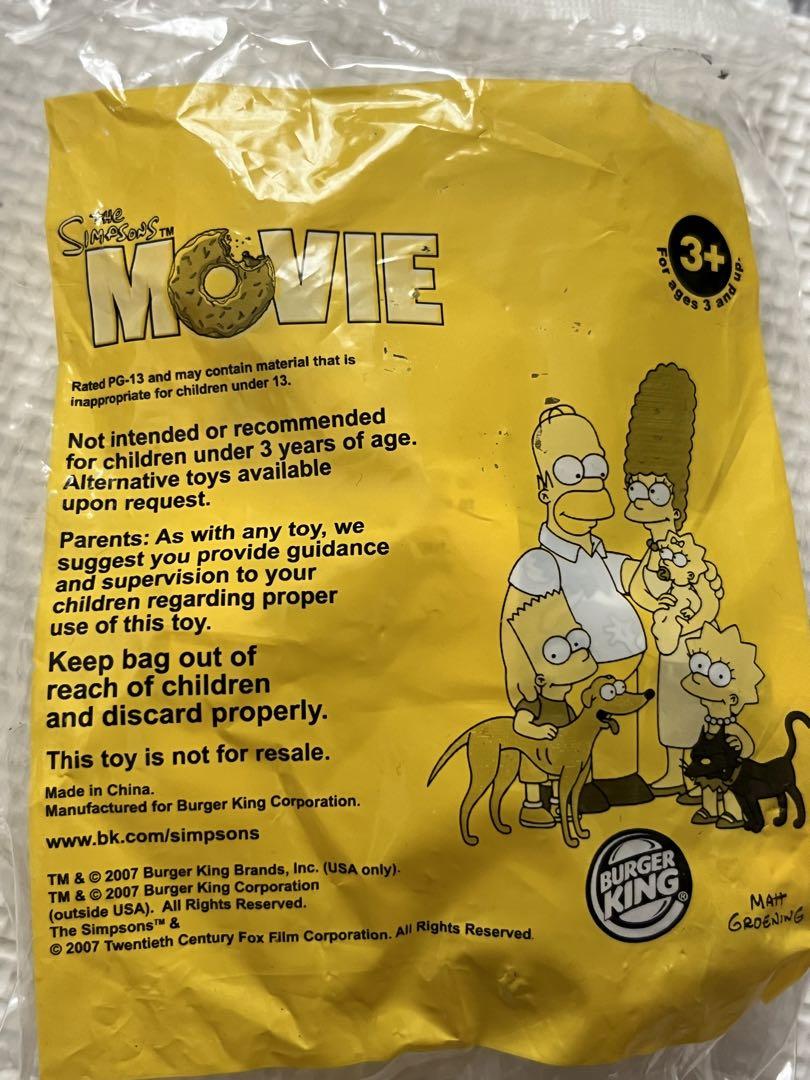 THE
SIMPSONS™
MOVIE
3+
For ages 3 and up.
Rated PG-13 and may contain material that is
inappropriate for children under 13.
Not intended or recommended
for children under 3 years of age.
Alternative toys available
upon request.
Parents: As with any toy, we
suggest you provide guidance
and supervision to your
children regarding proper
use of this toy.
Keep bag out of
reach of children
and discard properly.
This toy is not for resale.
Made in China.
Manufactured for Burger King Corporation.
www.bk.com/simpsons
TM & © 2007 Burger King Brands, Inc. (USA only).
TM & © 2007 Burger King Corporation
(outside USA). All Rights Reserved.
The Simpsons™ &
© 2007 Twentieth Century Fox Film Corporation. All Rights Reserved.
BURGER
KING®
MATT
GROENING